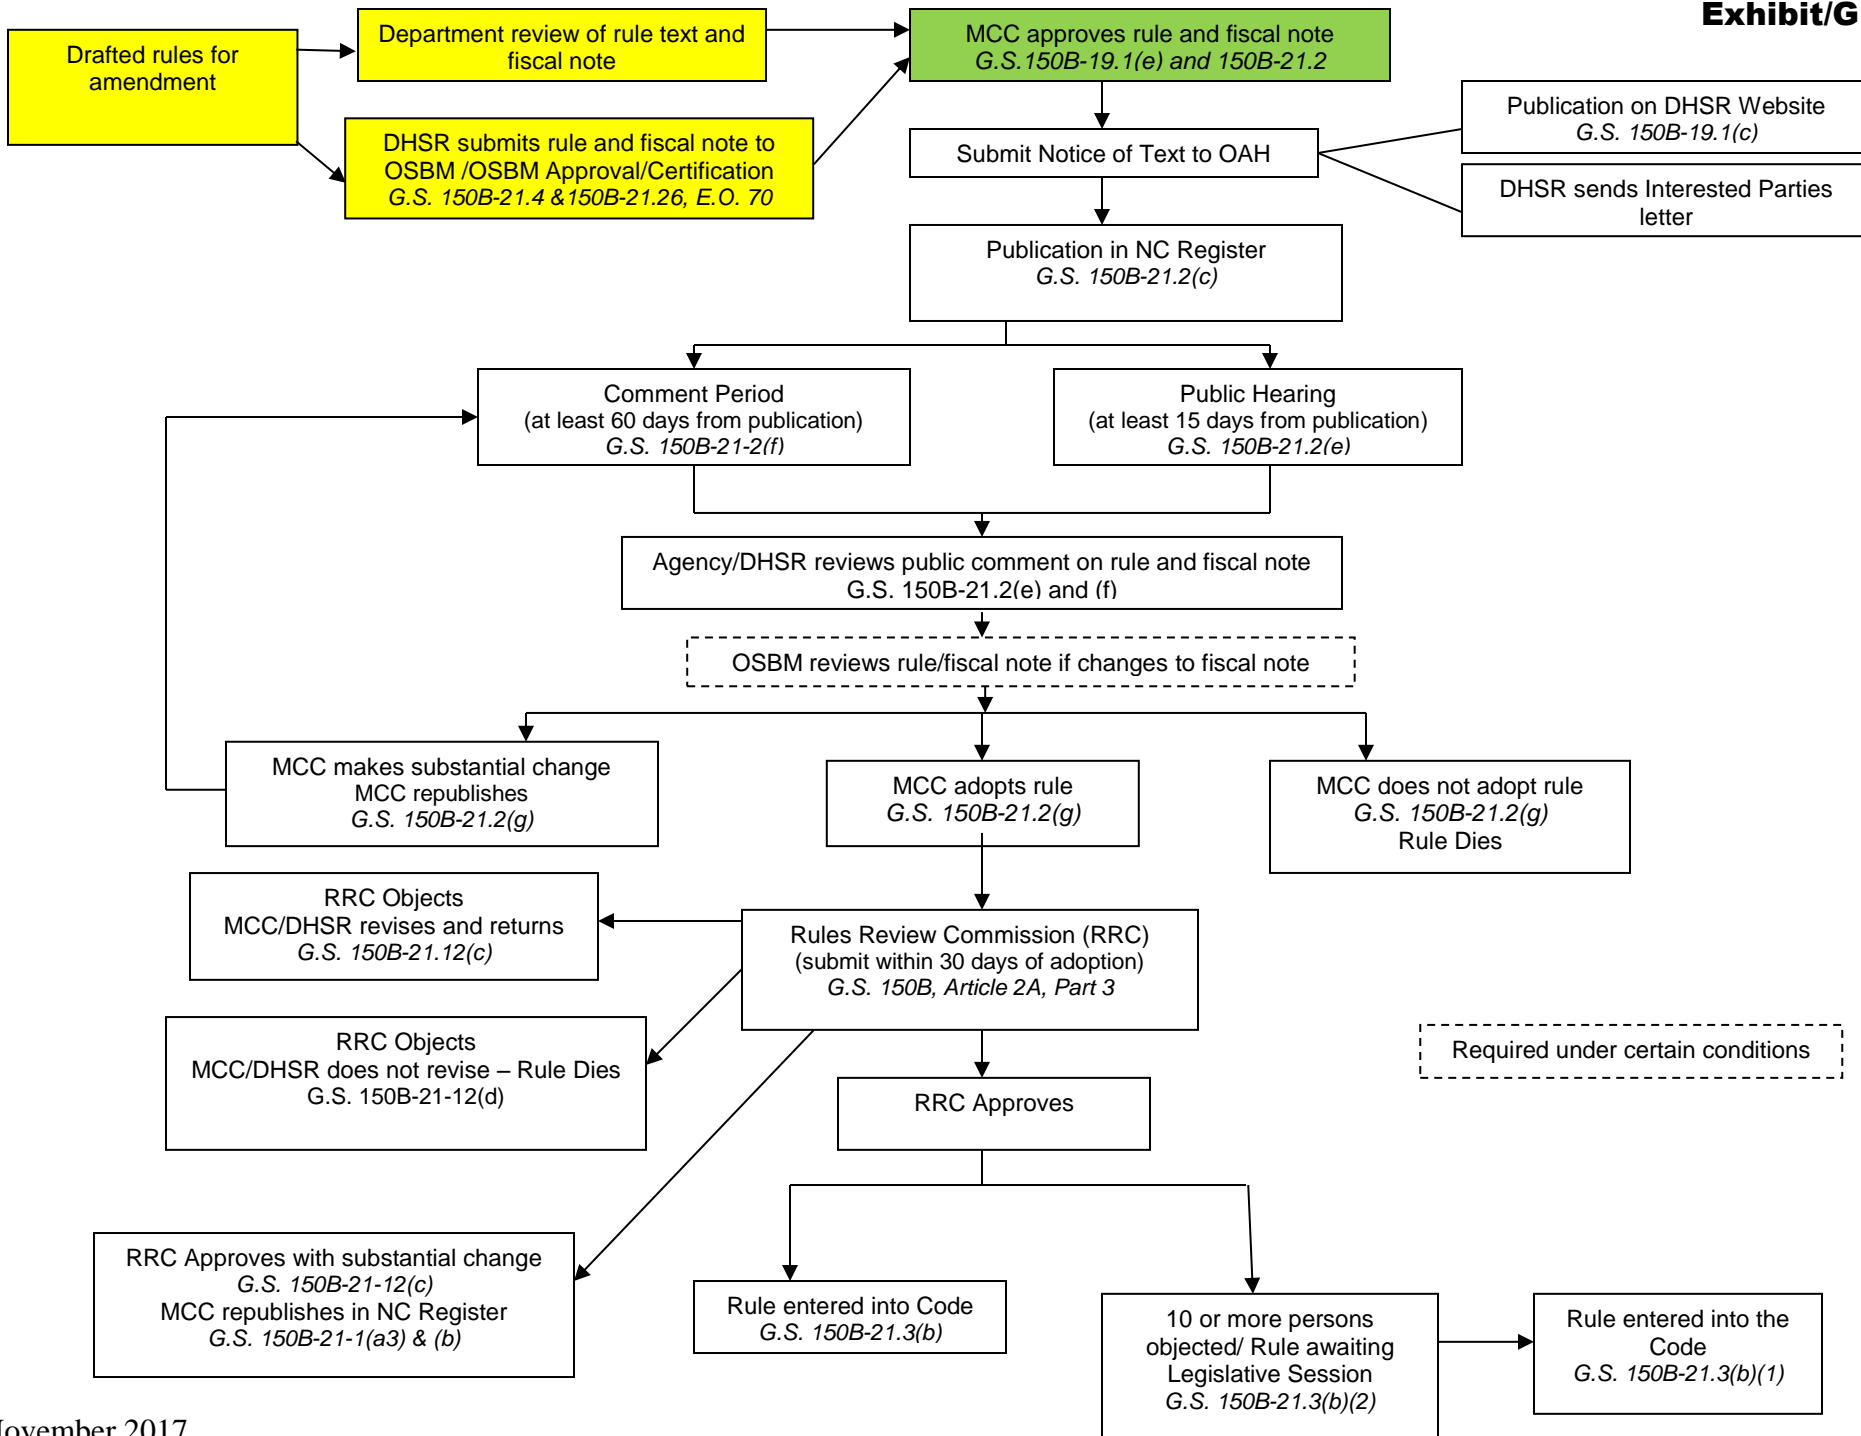 Exhibit/G
Drafted rules for
amendment
Department review of rule text and
fiscal note
MCC approves rule and fiscal note
G.S.150B-19.1(e) and 150B-21.2
DHSR submits rule and fiscal note to
OSBM /OSBM Approval/Certification
G.S. 150B-21.4 &150B-21.26, E.O. 70
Submit Notice of Text to OAH
Publication on DHSR Website
G.S. 150B-19.1(c)
DHSR sends Interested Parties
letter
Publication in NC Register
G.S. 150B-21.2(c)
Comment Period
(at least 60 days from publication)
G.S. 150B-21-2(f)
Public Hearing
(at least 15 days from publication)
G.S. 150B-21.2(e)
Agency/DHSR reviews public comment on rule and fiscal note
G.S. 150B-21.2(e) and (f)
OSBM reviews rule/fiscal note if changes to fiscal note
MCC makes substantial change
MCC republishes
G.S. 150B-21.2(g)
MCC adopts rule
G.S. 150B-21.2(g)
MCC does not adopt rule
G.S. 150B-21.2(g)
Rule Dies
RRC Objects
MCC/DHSR revises and returns
G.S. 150B-21.12(c)
Rules Review Commission (RRC)
(submit within 30 days of adoption)
G.S. 150B, Article 2A, Part 3
RRC Objects
MCC/DHSR does not revise – Rule Dies
G.S. 150B-21-12(d)
Required under certain conditions
RRC Approves
RRC Approves with substantial change
G.S. 150B-21-12(c)
MCC republishes in NC Register
G.S. 150B-21-1(a3) & (b)
Rule entered into Code
G.S. 150B-21.3(b)
10 or more persons
objected/ Rule awaiting
Legislative Session
G.S. 150B-21.3(b)(2)
Rule entered into the
Code
G.S. 150B-21.3(b)(1)
November 2017